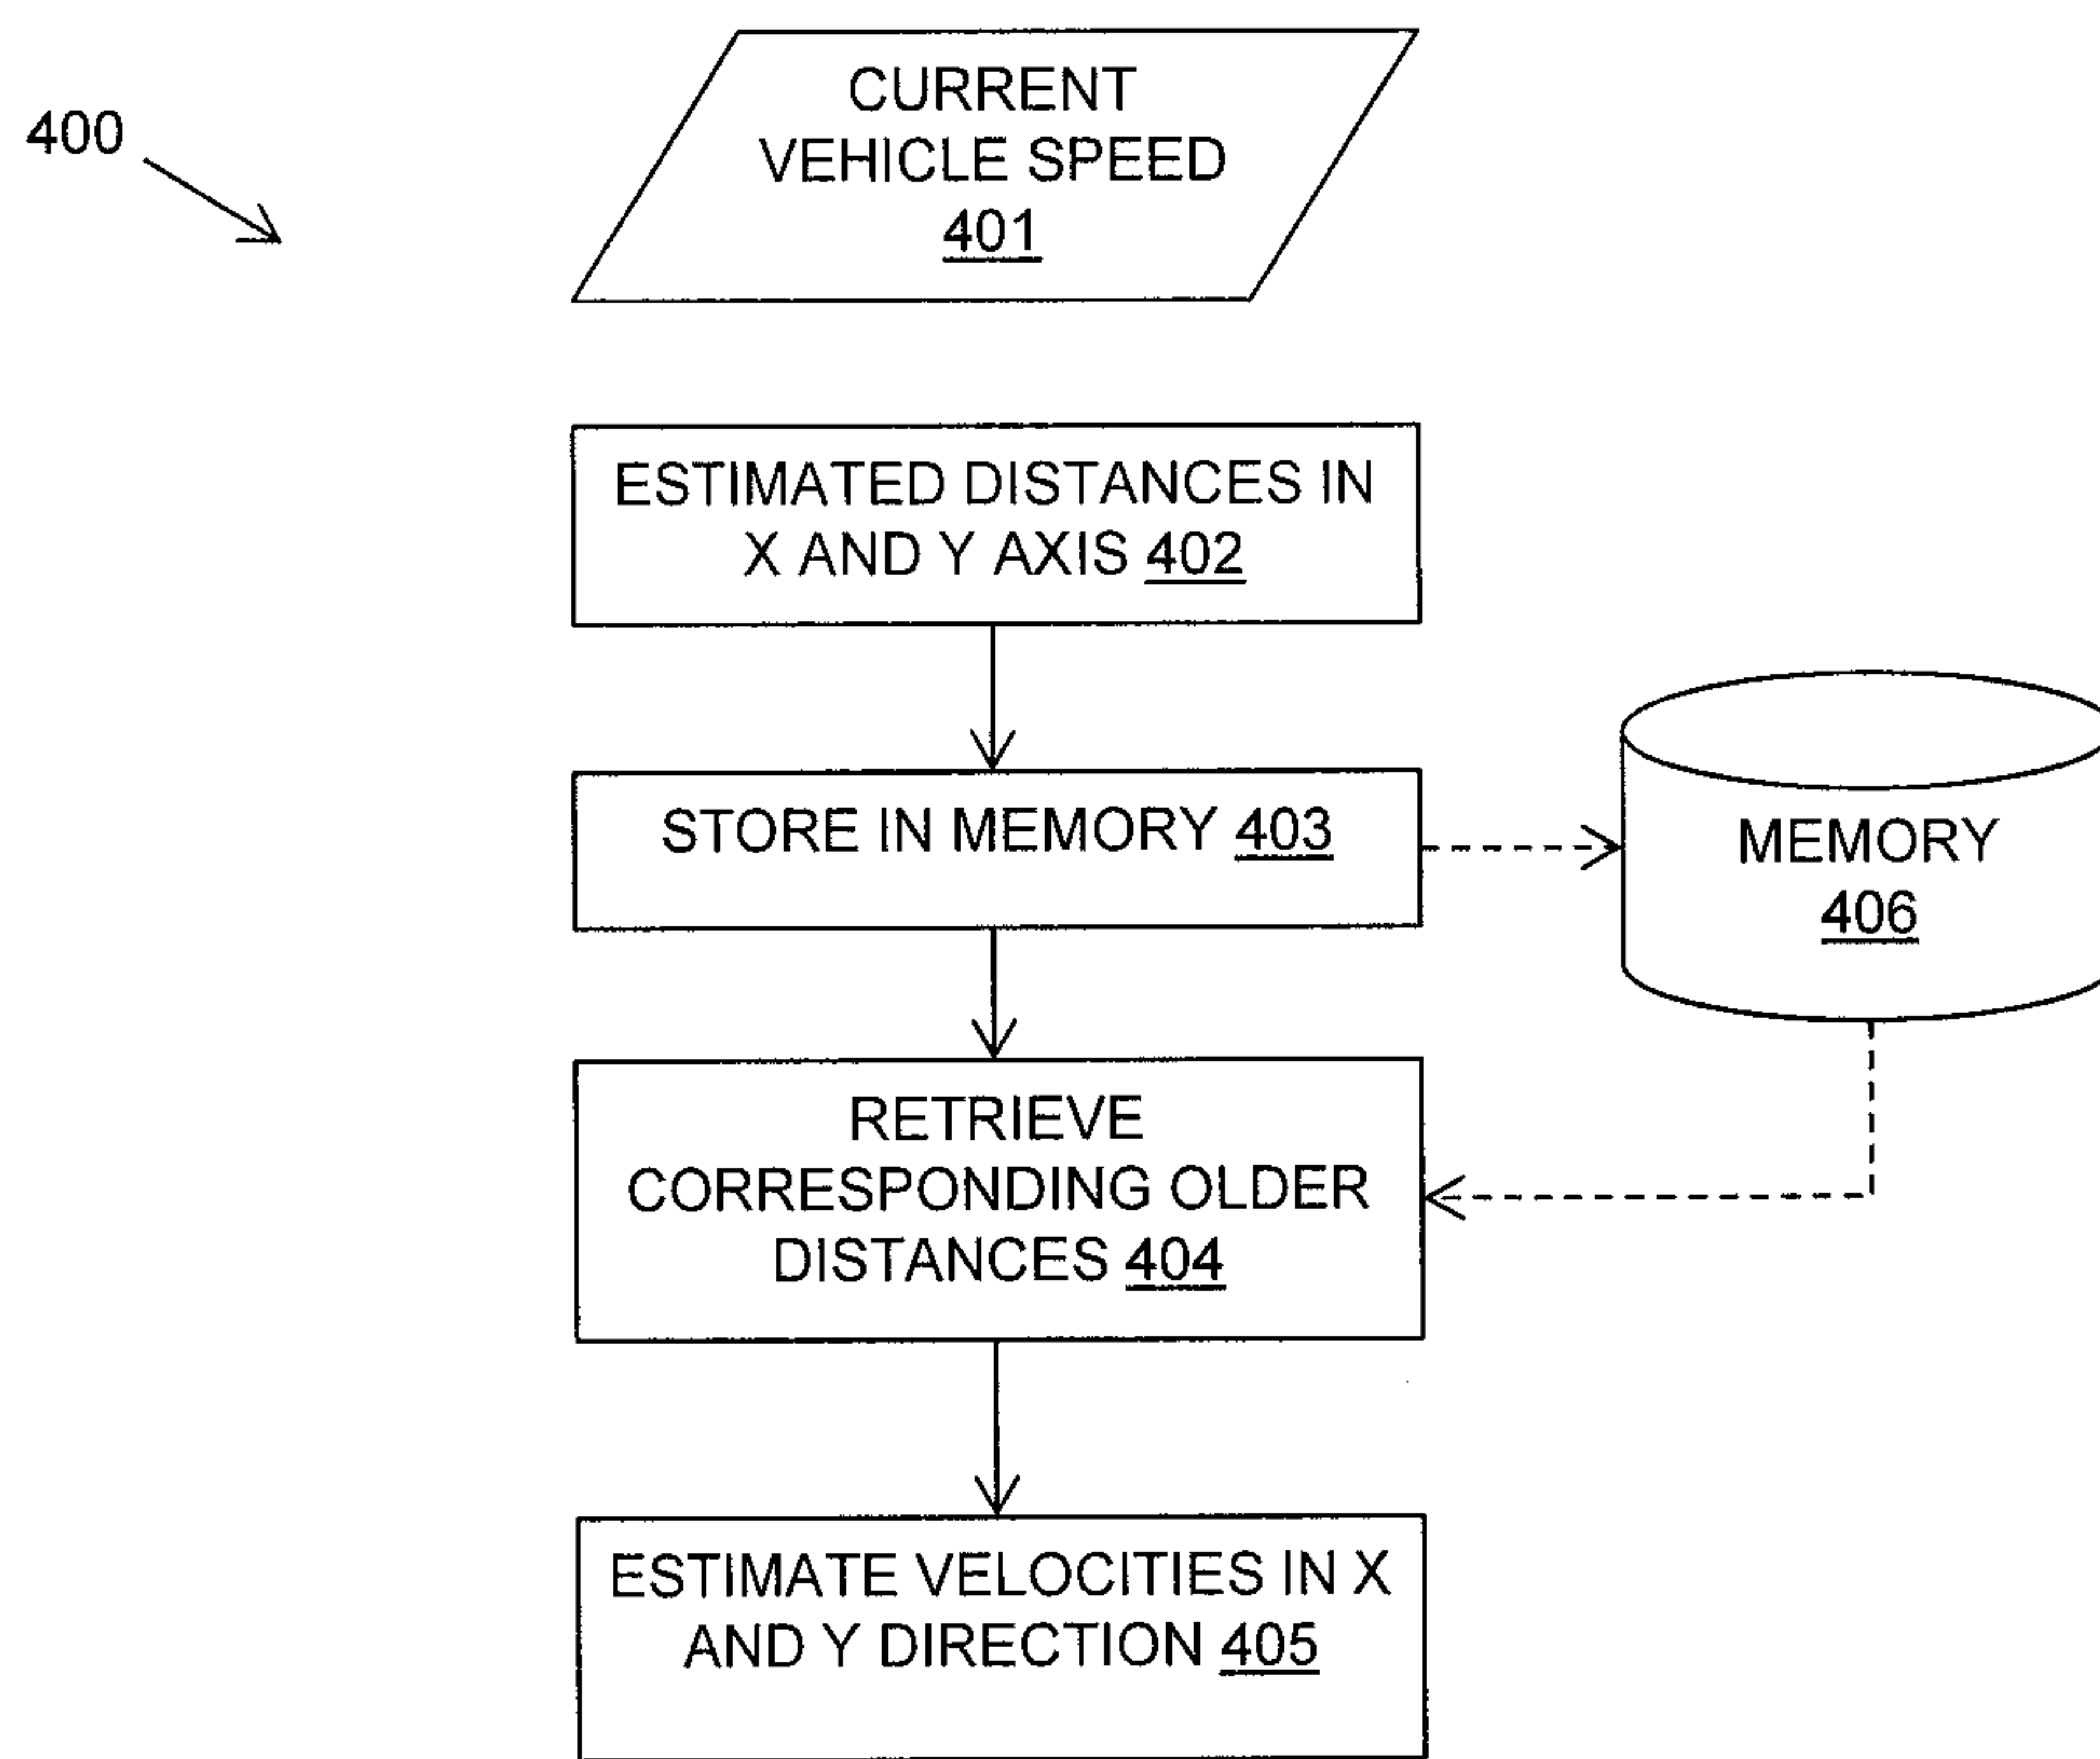 400
CURRENT
VEHICLE SPEED
401
ESTIMATED DISTANCES IN
X AND Y AXIS 402
STORE IN MEMORY 403
MEMORY
406
RETRIEVE
CORRESPONDING OLDER
DISTANCES 404
ESTIMATE VELOCITIES IN X
AND Y DIRECTION 405